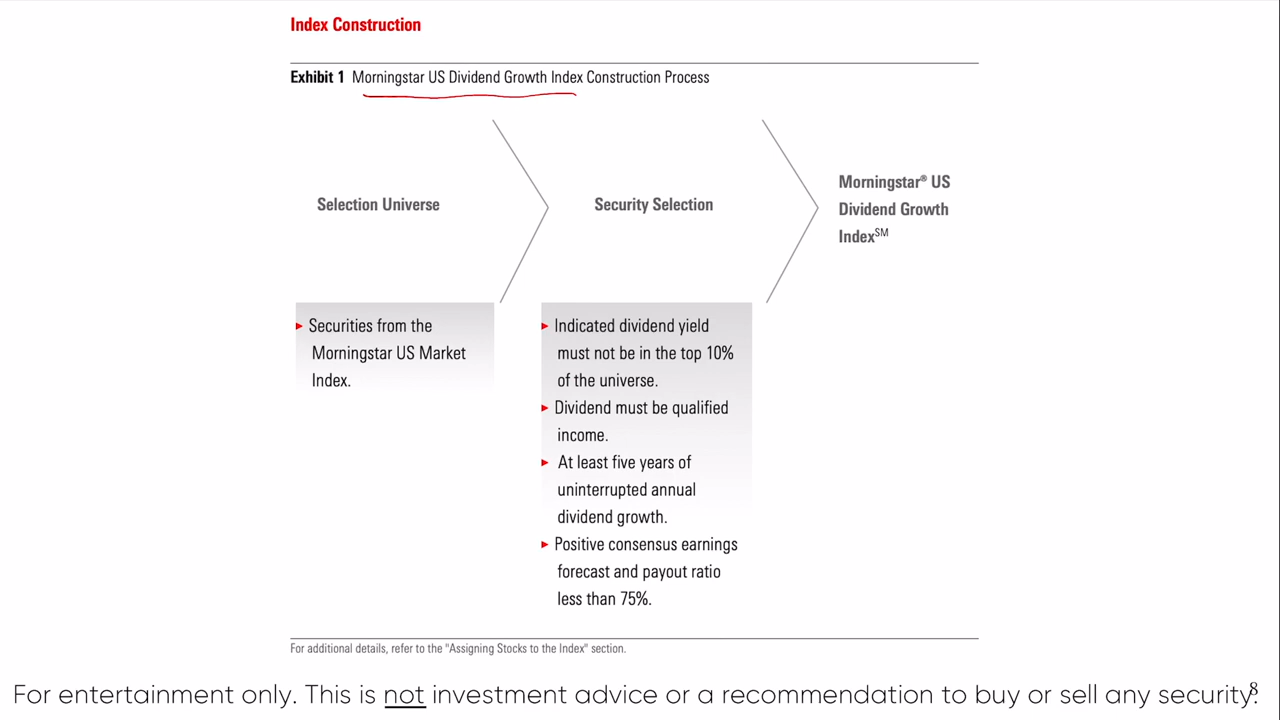 Index Construction
Exhibit 1 Morningstar US Dividend Growth Index Construction Process
Selection Universe
Security Selection
Morningstar® US
Dividend Growth
Index℠
► Securities from the
Morningstar US Market
Index.
► Indicated dividend yield
must not be in the top 10%
of the universe.
► Dividend must be qualified
income.
► At least five years of
uninterrupted annual
dividend growth.
► Positive consensus earnings
forecast and payout ratio
less than 75%.
For additional details, refer to the "Assigning Stocks to the Index" section.
For entertainment only. This is not investment advice or a recommendation to buy or sell any security.
8